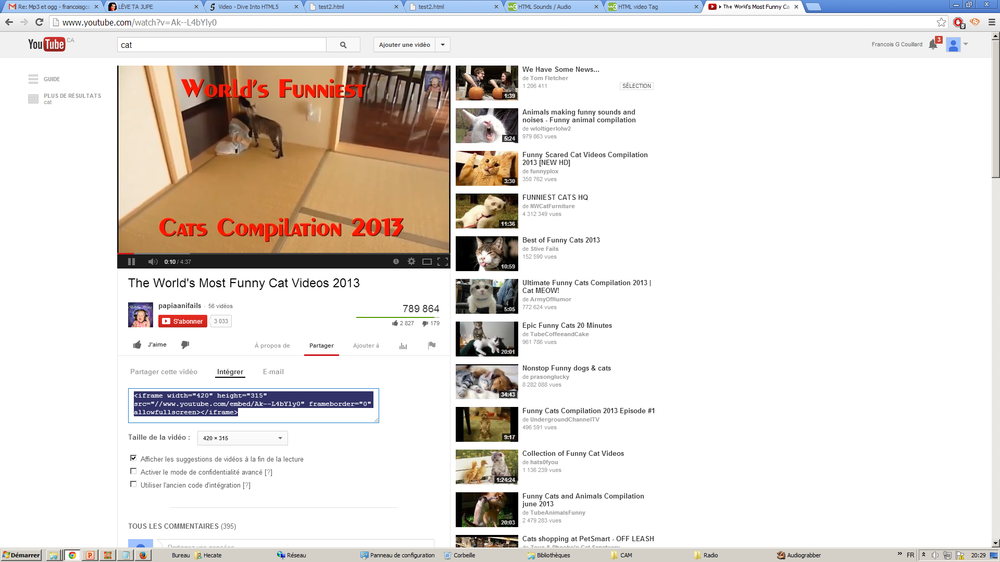 Re: Mp3 et ogg - francoisgcc
LÈVE TA JUPE
Video - Dive Into HTML5
test2.html
test2.html
HTML Sounds / Audio
HTML video Tag
The World's Most Funny Ca
www.youtube.com/watch?v=Ak--L4bYly0
5
YouTube CA
cat
Ajouter une vidéo
Francois G Couillard
3
GUIDE
PLUS DE RÉSULTATS
cat
World's Funniest
Cats Compilation 2013
0:10 / 4:37
The World's Most Funny Cat Videos 2013
papiaanifails · 56 vidéos
S'abonner
3 033
789 864
2 827
179
J'aime
À propos de
Partager
Ajouter à
Partager cette vidéo
Intégrer
E-mail
<iframe width="420" height="315"
src="//www.youtube.com/embed/Ak--L4bYly0" frameborder="0"
allowfullscreen></iframe>
Taille de la vidéo :
420 × 315
Afficher les suggestions de vidéos à la fin de la lecture
Activer le mode de confidentialité avancé [?]
Utiliser l'ancien code d'intégration [?]
TOUS LES COMMENTAIRES (395)
Partagez vos pensées
1:39
We Have Some News...
de Tom Fletcher
1 206 411
SÉLECTION
5:24
Animals making funny sounds and
noises - Funny animal compilation
de wloltigerlolw2
979 863 vues
3:30
Funny Scared Cat Videos Compilation
2013 [NEW HD]
de funnyplox
350 762 vues
11:36
FUNNIEST CATS HQ
de NWCatFurniture
4 312 349 vues
10:59
Best of Funny Cats 2013
de Stive Fails
152 590 vues
5:05
Ultimate Funny Cats Compilation 2013 |
Cat MEOW!
de ArmyOfHumor
772 624 vues
20:01
Epic Funny Cats 20 Minutes
de TubeCoffeeandCake
961 786 vues
34:43
Nonstop Funny dogs & cats
de prasonglucky
8 282 088 vues
9:17
Funny Cats Compilation 2013 Episode #1
de UndergroundChannelTV
496 591 vues
1:24:24
Collection of Funny Cat Videos
de hats0fyou
1 136 239 vues
20:03
Funny Cats and Animals Compilation
june 2013
de TubeAnimalsFunny
2 479 283 vues
Cats shopping at PetSmart - OFF LEASH
de Zoue & Phoebe's Cat Sanctuary
Démarrer
Bureau
Hecate
Réseau
Panneau de configuration
Corbeille
Bibliothèques
CAM
Radio
Audiograbber
FR
20:29